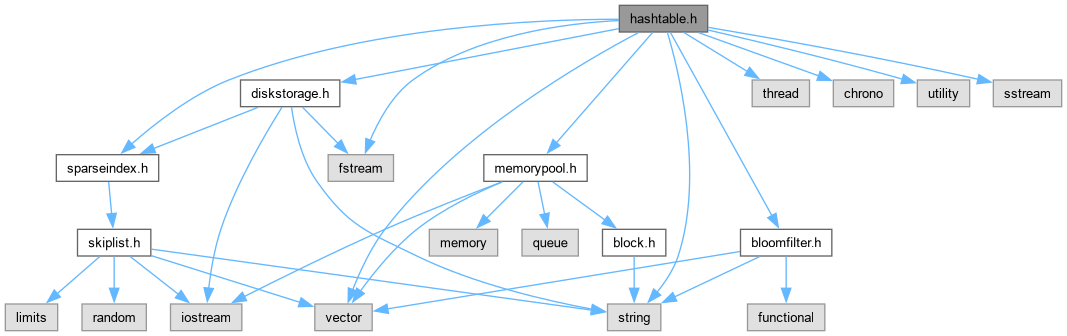 hashtable.h
diskstorage.h
thread
chrono
utility
sstream
sparseindex.h
fstream
memorypool.h
skiplist.h
memory
queue
block.h
bloomfilter.h
limits
random
iostream
vector
string
functional